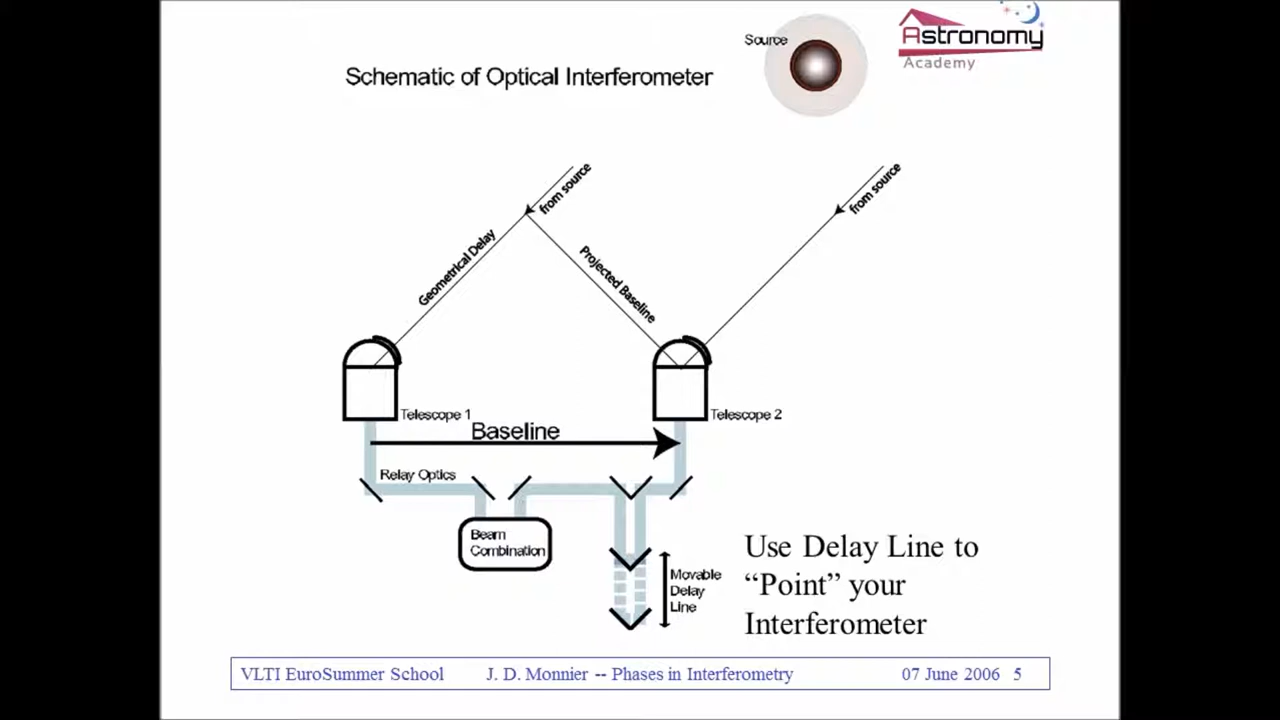 Source
Astronomy
Academy
Schematic of Optical Interferometer
from source
from source
Geometrical Delay
Projected Baseline
Telescope 1
Telescope 2
Baseline
Relay Optics
Beam
Combination
Movable
Delay
Line
Use Delay Line to
“Point” your
Interferometer
VLTI EuroSummer School J. D. Monnier -- Phases in Interferometry 07 June 2006 5